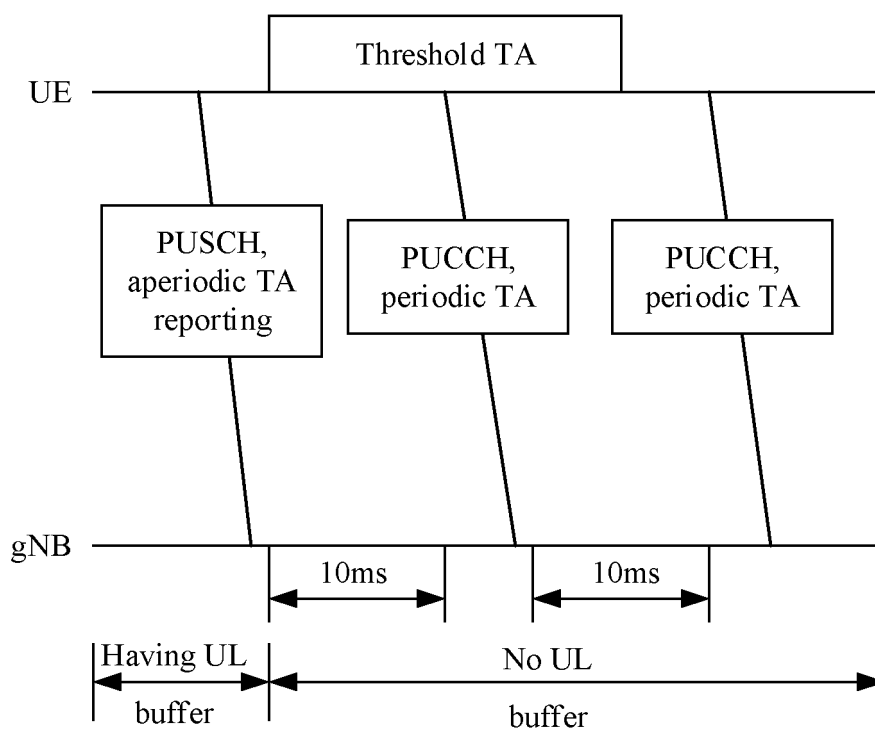 Threshold TA
UE
PUSCH,
aperiodic TA
reporting
PUCCH,
periodic TA
PUCCH,
periodic TA
gNB
10ms
10ms
Having UL
buffer
No UL
buffer